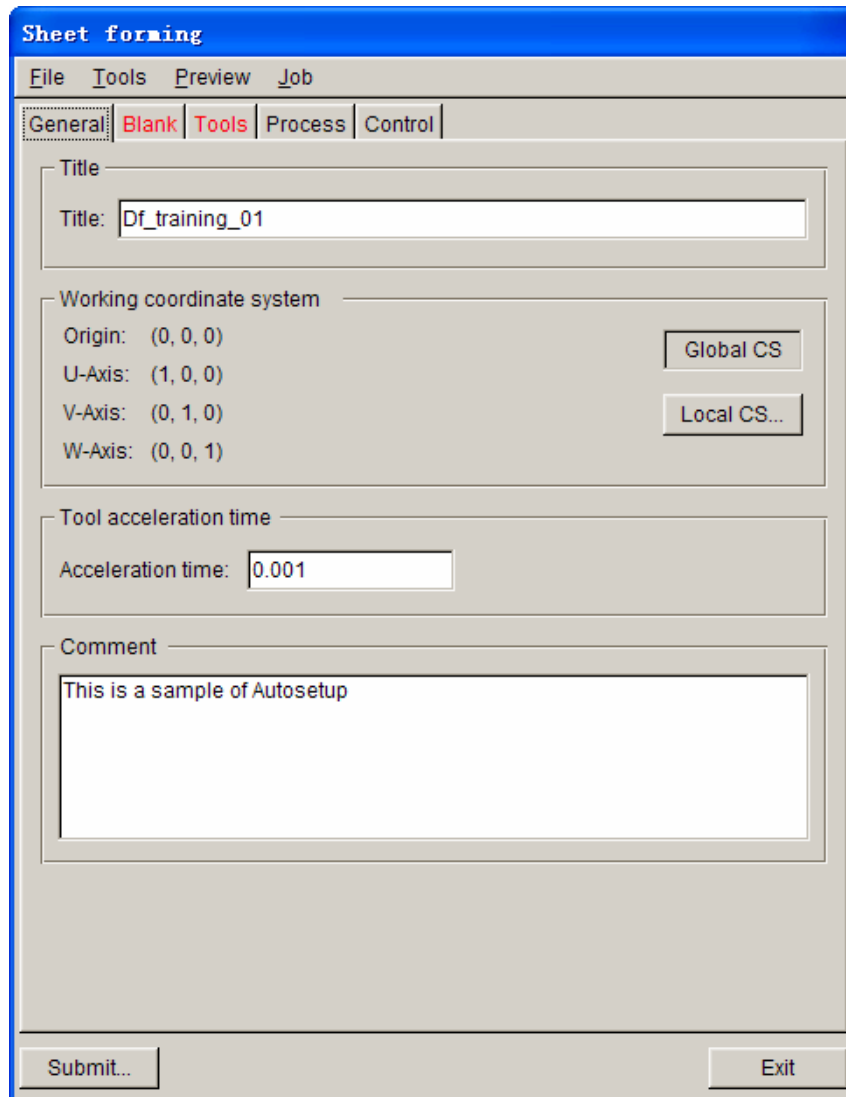 Sheet forming
File Tools Preview Job
General Blank Tools Process Control
Title
Title: Df_training_01
Working coordinate system
Origin: (0, 0, 0)
Global CS
U-Axis: (1, 0, 0)
V-Axis: (0, 1, 0)
Local CS...
W-Axis: (0, 0, 1)
Tool acceleration time
Acceleration time: 0.001
Comment
This is a sample of Autosetup
Submit... Exit